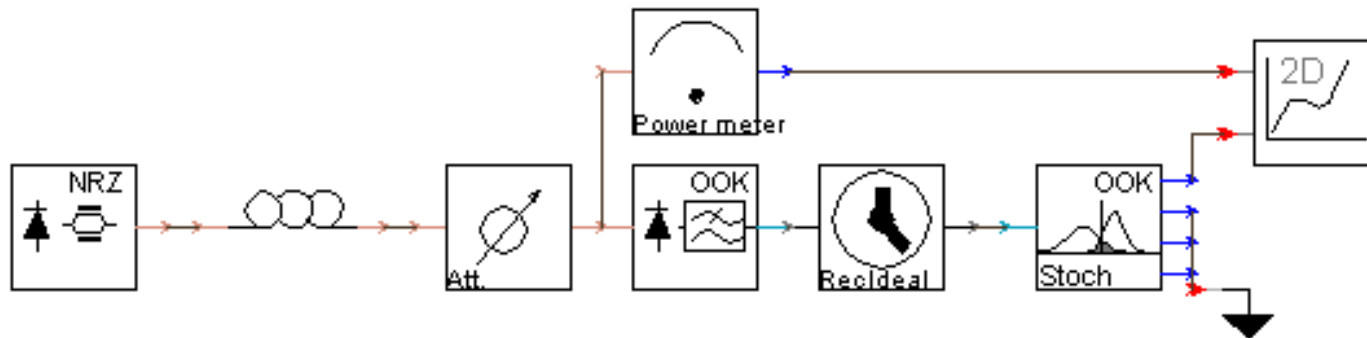 Power meter
2D
NRZ
Att.
OOK
RecIdeal
OOK
Stoch